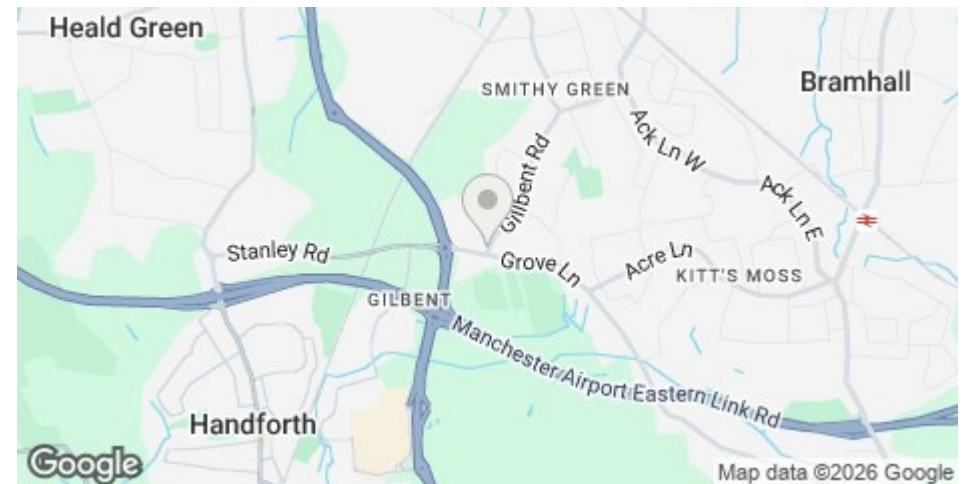 Heald Green
SMITHY GREEN
Bramhall
Ack Ln W
Gilbent Rd
Ack Ln E
Stanley Rd
Grove Ln
Acre Ln
KITT'S MOSS
GILBENT
Manchester Airport Eastern Link Rd
Handforth
Google
Map data ©2026 Google